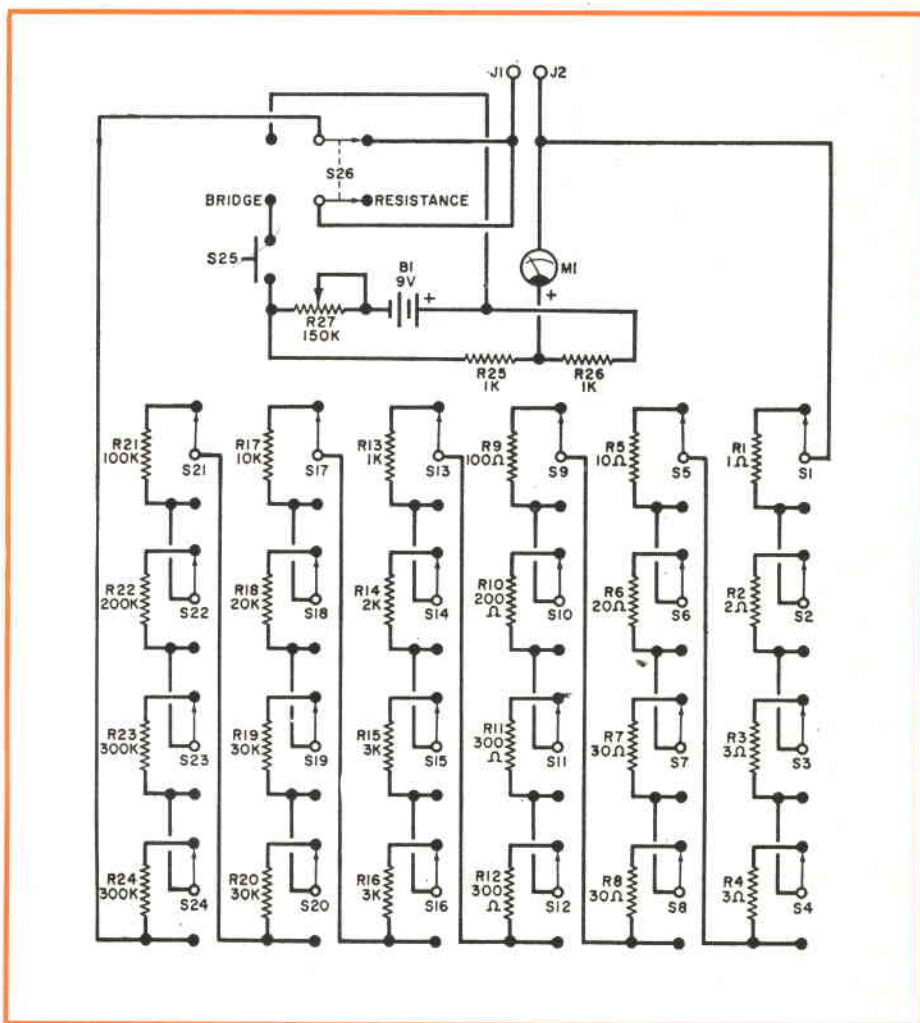 J1 J2
S26
BRIDGE RESISTANCE
S25
B1
9V
+
M1
+
R27
150K
R25
1K
R26
1K
R21
100K
S21
R17
10K
S17
R13
1K
S13
R9
100Ω
S9
R5
10Ω
S5
R1
1Ω
S1
R22
200K
S22
R18
20K
S18
R14
2K
S14
R10
200
Ω
S10
R6
20Ω
S6
R2
2Ω
S2
R23
300K
S23
R19
30K
S19
R15
3K
S15
R11
300
Ω
S11
R7
30Ω
S7
R3
3Ω
S3
R24
300K
S24
R20
30K
S20
R16
3K
S16
R12
300
Ω
S12
R8
30Ω
S8
R4
3Ω
S4